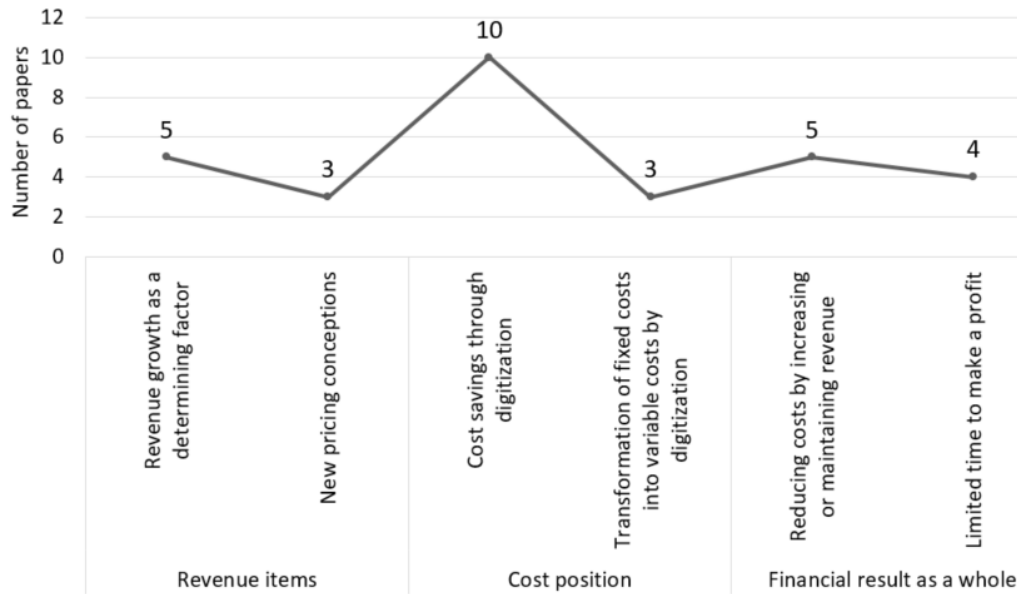 12
10
8
6
4
2
0
Number of papers
5
3
10
3
5
4
Revenue growth as a
determining factor
New pricing conceptions
Cost savings through
digitization
Transformation of fixed costs
into variable costs by
digitization
Reducing costs by increasing
or maintaining revenue
Limited time to make a profit
Revenue items
Cost position
Financial result as a whole